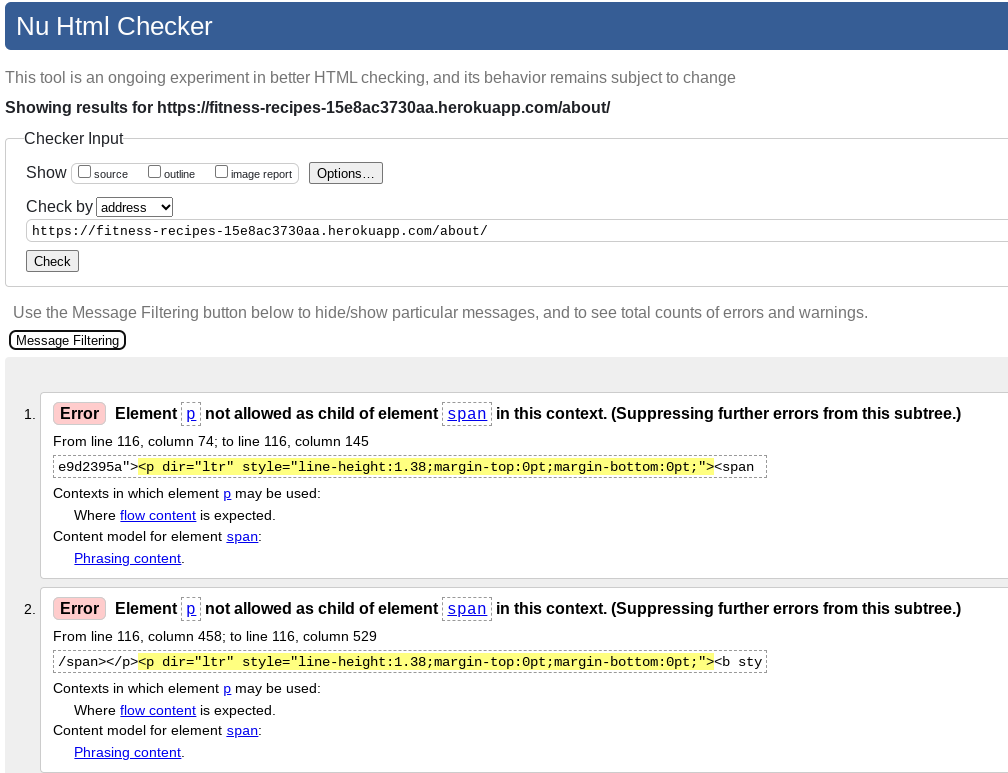 Nu Html Checker
This tool is an ongoing experiment in better HTML checking, and its behavior remains subject to change
Showing results for https://fitness-recipes-15e8ac3730aa.herokuapp.com/about/
Checker Input
Show source outline image report Options...
Check by address
https://fitness-recipes-15e8ac3730aa.herokuapp.com/about/
Check
Use the Message Filtering button below to hide/show particular messages, and to see total counts of errors and warnings.
Message Filtering
1. Error Element p not allowed as child of element span in this context. (Suppressing further errors from this subtree.)
From line 116, column 74; to line 116, column 145
e9d2395a"><p dir="ltr" style="line-height:1.38;margin-top:0pt;margin-bottom:0pt;"><span
Contexts in which element p may be used:
Where flow content is expected.
Content model for element span:
Phrasing content.
2. Error Element p not allowed as child of element span in this context. (Suppressing further errors from this subtree.)
From line 116, column 458; to line 116, column 529
/span></p><p dir="ltr" style="line-height:1.38;margin-top:0pt;margin-bottom:0pt;"><b sty
Contexts in which element p may be used:
Where flow content is expected.
Content model for element span:
Phrasing content.